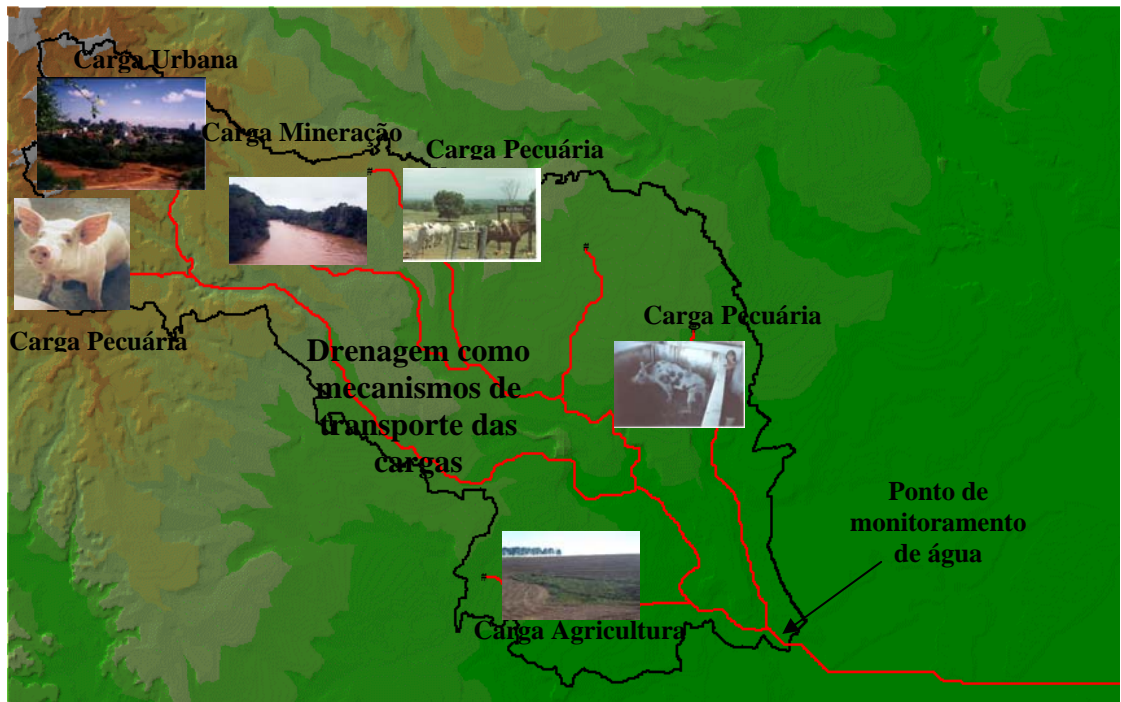 Carga Urbana
Carga Mineração
Carga Pecuária
Carga Pecuária
Carga Pecuária
Drenagem como
mecanismos de
transporte das
cargas
Ponto de
monitoramento
de água
Carga Agricultura